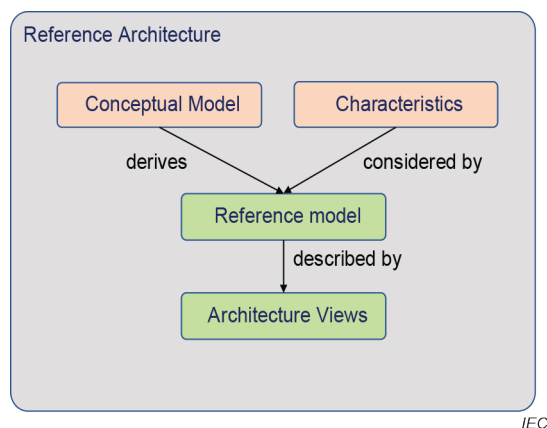 Reference Architecture
Conceptual Model
Characteristics
derives
considered by
Reference model
described by
Architecture Views
IEC